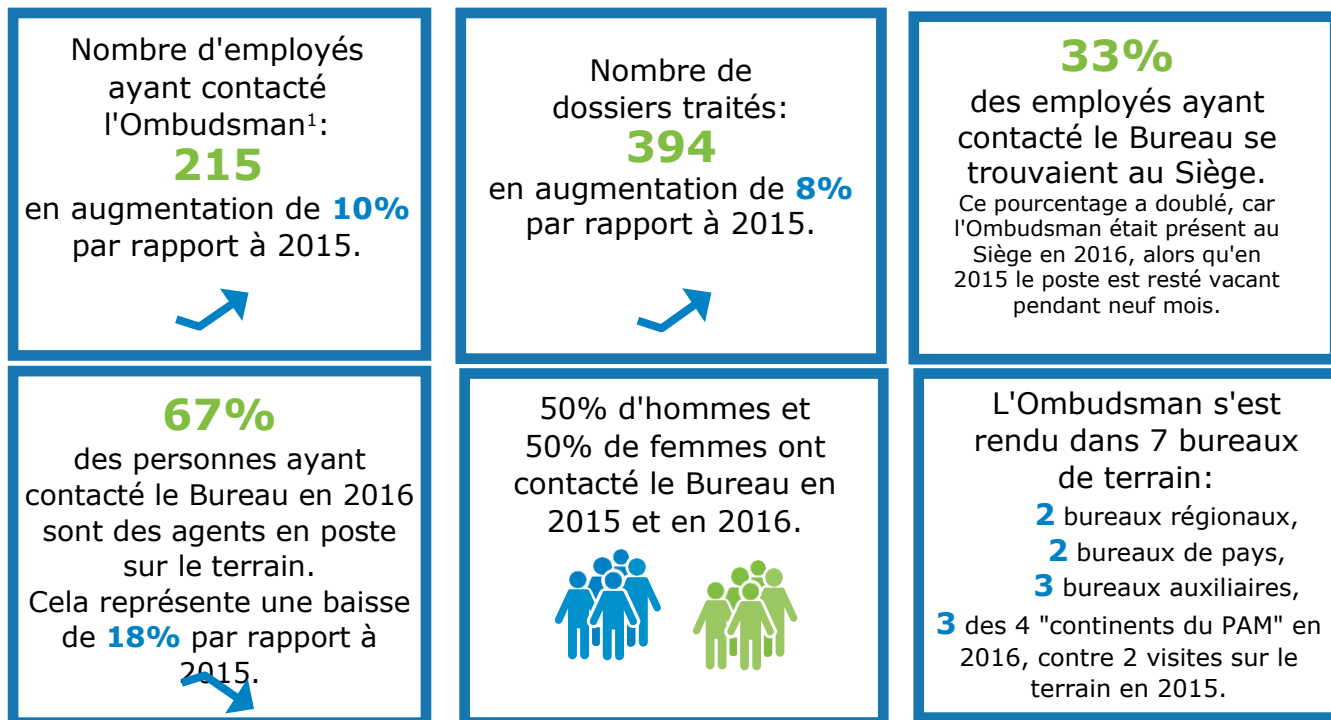 Nombre d'employés
ayant contacté
l'Ombudsman¹:
215
en augmentation de 10%
par rapport à 2015.
Nombre de
dossiers traités:
394
en augmentation de 8%
par rapport à 2015.
33%
des employés ayant
contacté le Bureau se
trouvaient au Siège.
Ce pourcentage a doublé, car
l'Ombudsman était présent au
Siège en 2016, alors qu'en
2015 le poste est resté vacant
pendant neuf mois.
67%
des personnes ayant
contacté le Bureau en 2016
sont des agents en poste
sur le terrain.
Cela représente une baisse
de 18% par rapport à
2015.
50% d'hommes et
50% de femmes ont
contacté le Bureau en
2015 et en 2016.
L'Ombudsman s'est
rendu dans 7 bureaux
de terrain:
2 bureaux régionaux,
2 bureaux de pays,
3 bureaux auxiliaires,
3 des 4 "continents du PAM" en
2016, contre 2 visites sur le
terrain en 2015.